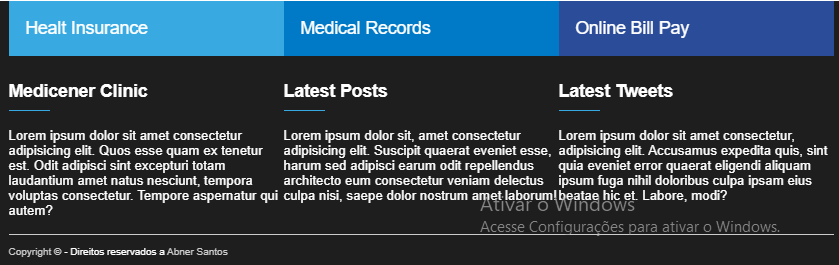 Healt Insurance
Medical Records
Online Bill Pay
Medicener Clinic
Lorem ipsum dolor sit amet consectetur
adipisicing elit. Quos esse quam ex tenetur
est. Odit adipisci sint excepturi totam
laudantium amet natus nesciunt, tempora
voluptas consectetur. Tempore aspernatur qui
autem?
Latest Posts
Lorem ipsum dolor sit, amet consectetur
adipisicing elit. Suscipit quaerat eveniet esse,
harum sed adipisci earum odit repellendus
architecto eum consectetur veniam delectus
culpa nisi, saepe dolor nostrum amet laborum!
Latest Tweets
Lorem ipsum dolor sit amet consectetur,
adipisicing elit. Accusamus expedita quis, sint
quia eveniet error quaerat eligendi aliquam
ipsum fuga nihil doloribus culpa ipsam eius
beatae hic et. Labore, modi?
Ativar o Windows
Acesse Configurações para ativar o Windows.
Copyright © - Direitos reservados a Abner Santos